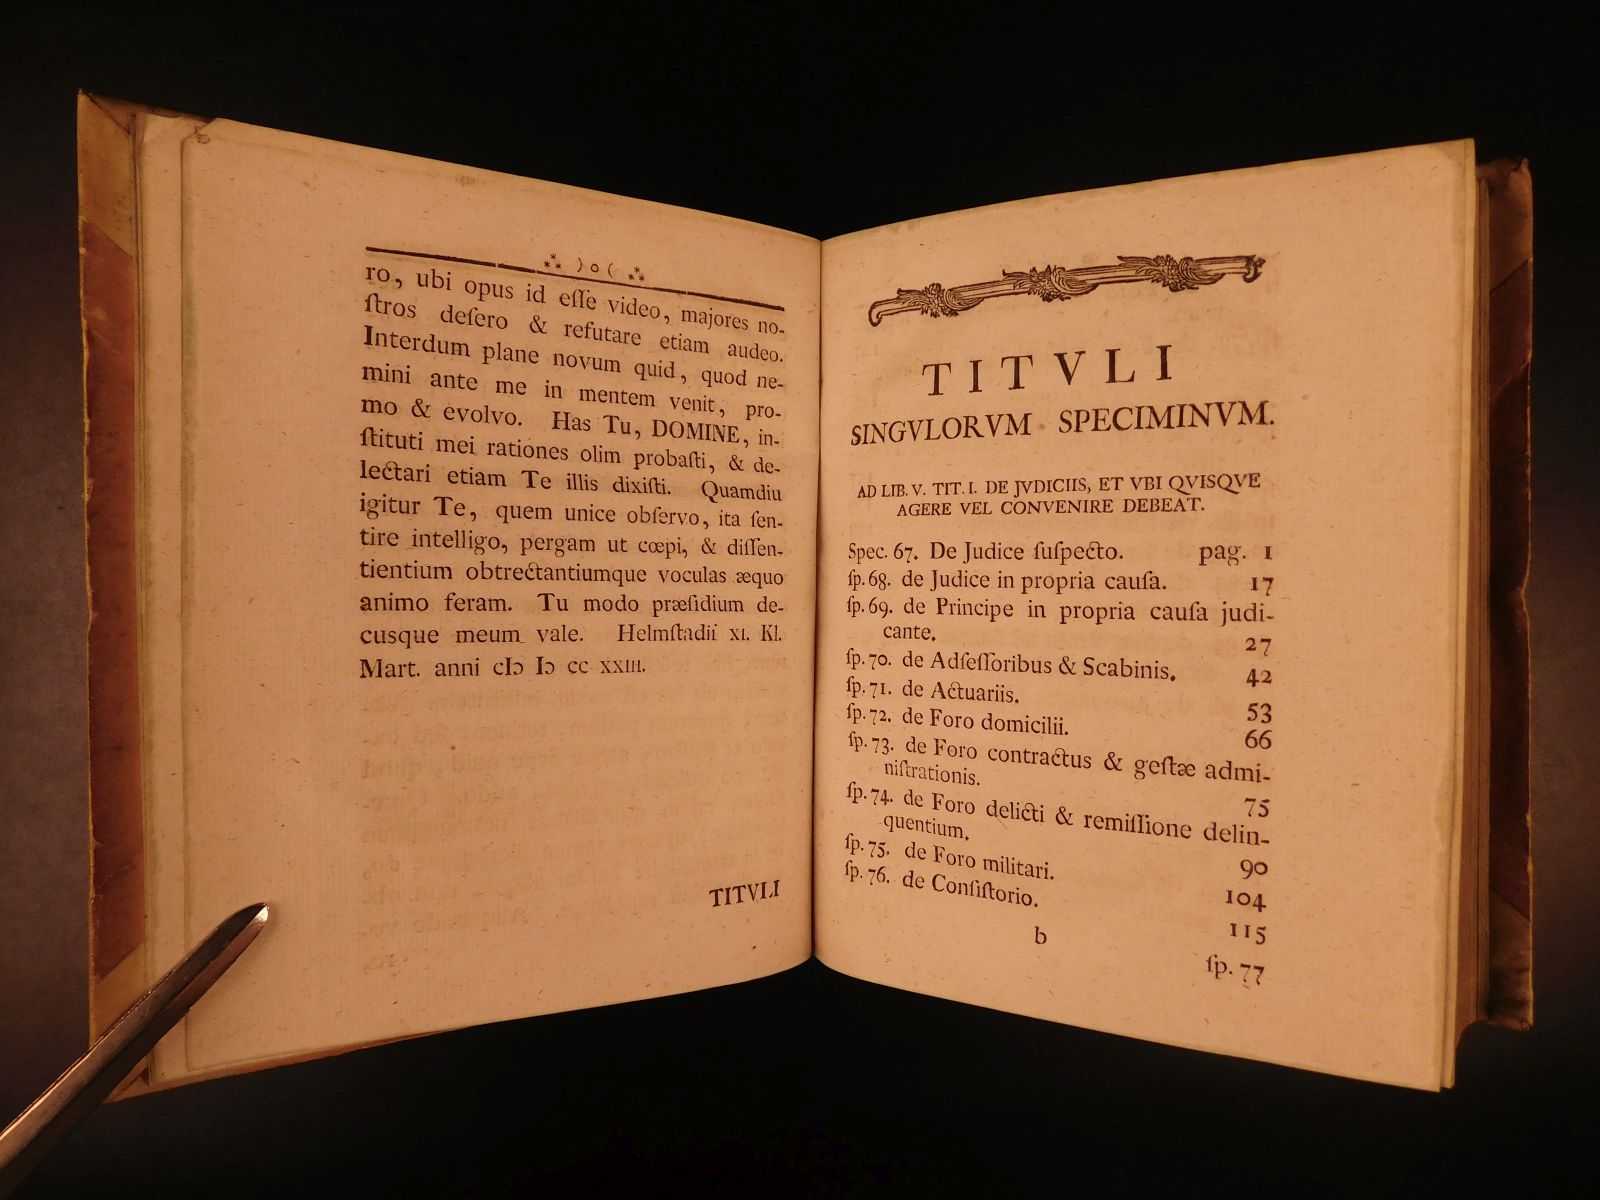 ro, ubi opus id eſſe video, majores no-
ſtros deſero & refutare etiam audeo.
Interdum plane novum quid, quod ne-
mini ante me in mentem venit, pro-
mo & evolvo. Has Tu, DOMINE, in-
ſtituti mei rationes olim probaſti, & de-
lectari etiam Te illis dixiſti. Quamdiu
igitur Te, quem unice obſervo, ita ſen-
tire intelligo, pergam ut cœpi, & diſſen-
tientium obtrectantiumque voculas æquo
animo feram. Tu modo præſidium de-
cusque meum vale. Helmſtadii XI. Kl.
Mart. anni cIɔ Iɔ cc xxIII.
TITVLI
TITVLI
SINGVLORVM SPECIMINVM.
AD LIB. V. TIT. I. DE JVDICIIS, ET VBI QVISQVE
AGERE VEL CONVENIRE DEBEAT.
Spec. 67. De Judice ſuſpecto. pag. 1
ſp. 68. de Judice in propria cauſa. 17
ſp. 69. de Principe in propria cauſa judi-
cante. 27
ſp. 70. de Adſeſſoribus & Scabinis. 42
ſp. 71. de Actuariis. 53
ſp. 72. de Foro domicilii. 66
ſp. 73. de Foro contractus & geſtæ admi-
niſtrationis. 75
ſp. 74. de Foro delicti & remiſſione delin-
quentium. 90
ſp. 75. de Foro militari. 104
ſp. 76. de Conſiſtorio. 115
b
ſp. 77